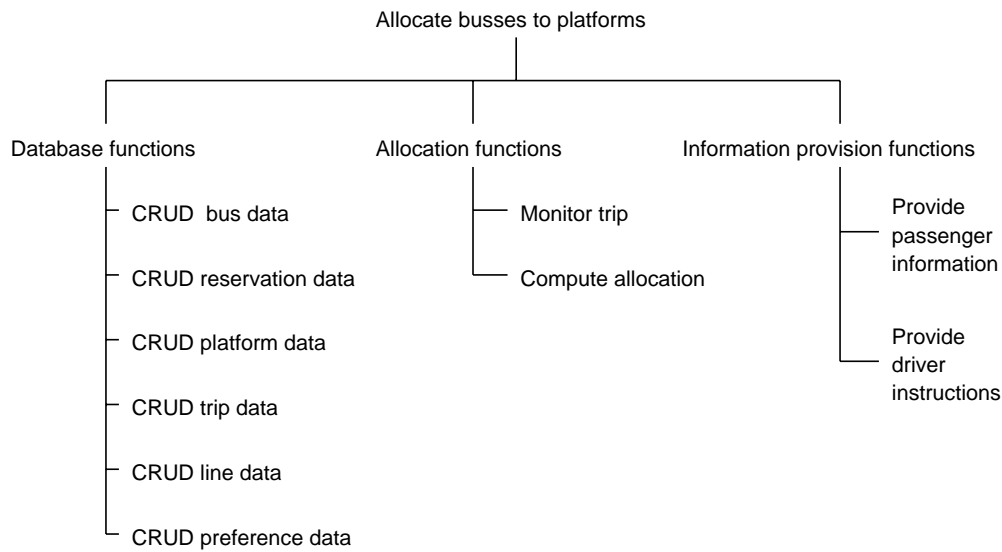 Allocate busses to platforms
Database functions
Allocation functions
Information provision functions
CRUD  bus data
CRUD reservation data
CRUD platform data
CRUD trip data
CRUD line data
CRUD preference data
Monitor trip
Compute allocation
Provide
passenger
information
Provide
driver
instructions